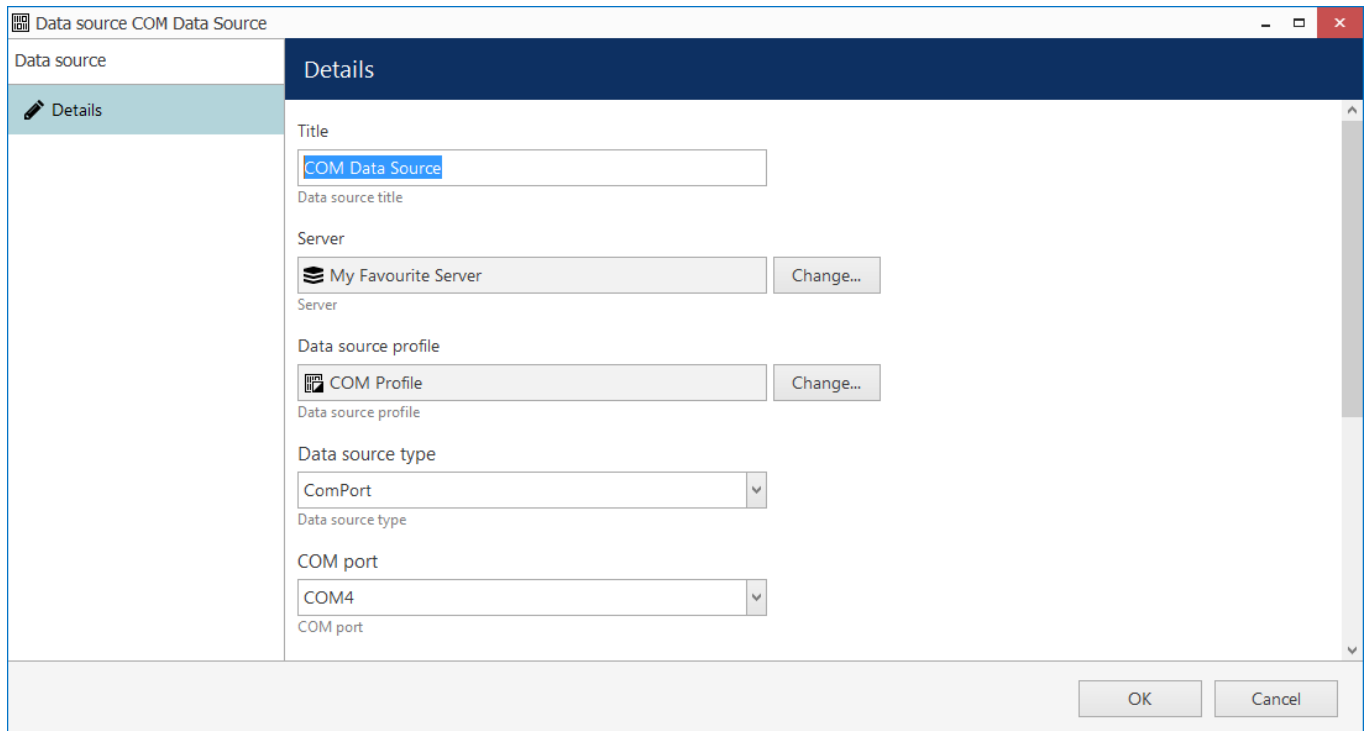 Data source COM Data Source
Data source
Details
Details
Title
COM Data Source
Data source title
Server
My Favourite Server
Change...
Server
Data source profile
COM Profile
Change...
Data source profile
Data source type
ComPort
Data source type
COM port
COM4
COM port
OK
Cancel